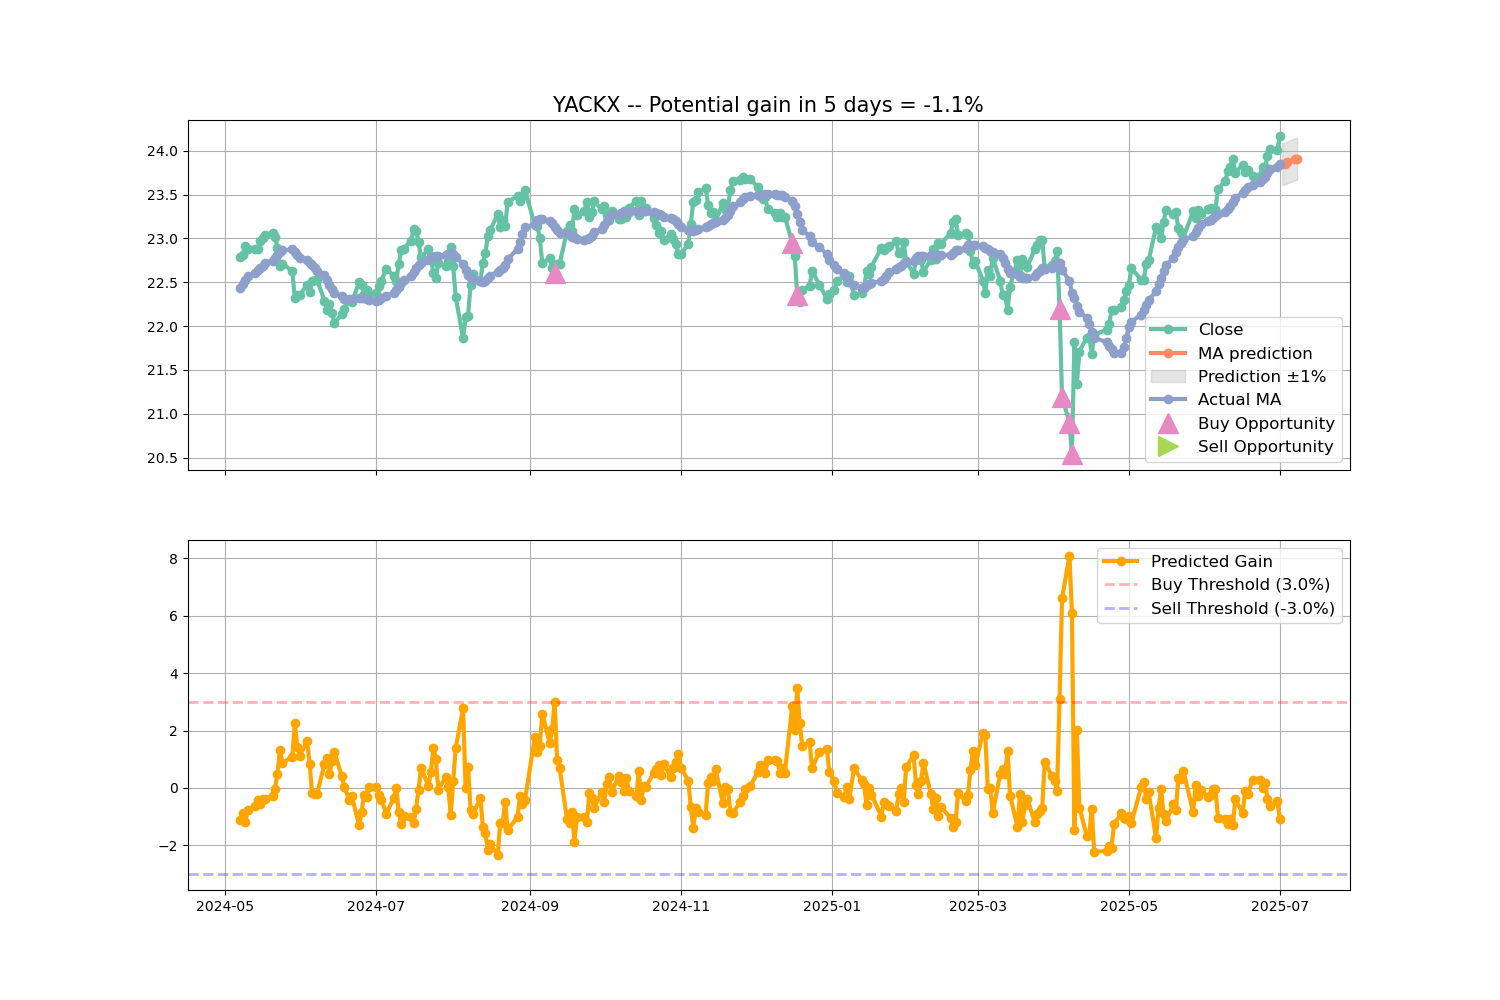 YACKX -- Potential gain in 5 days = -1.1%
24.0
23.5
23.0
22.5
22.0
21.5
21.0
20.5
Close
MA prediction
Prediction ±1%
Actual MA
Buy Opportunity
Sell Opportunity
8
6
4
2
0
−2
Predicted Gain
Buy Threshold (3.0%)
Sell Threshold (-3.0%)
2024-05 2024-07 2024-09 2024-11 2025-01 2025-03 2025-05 2025-07